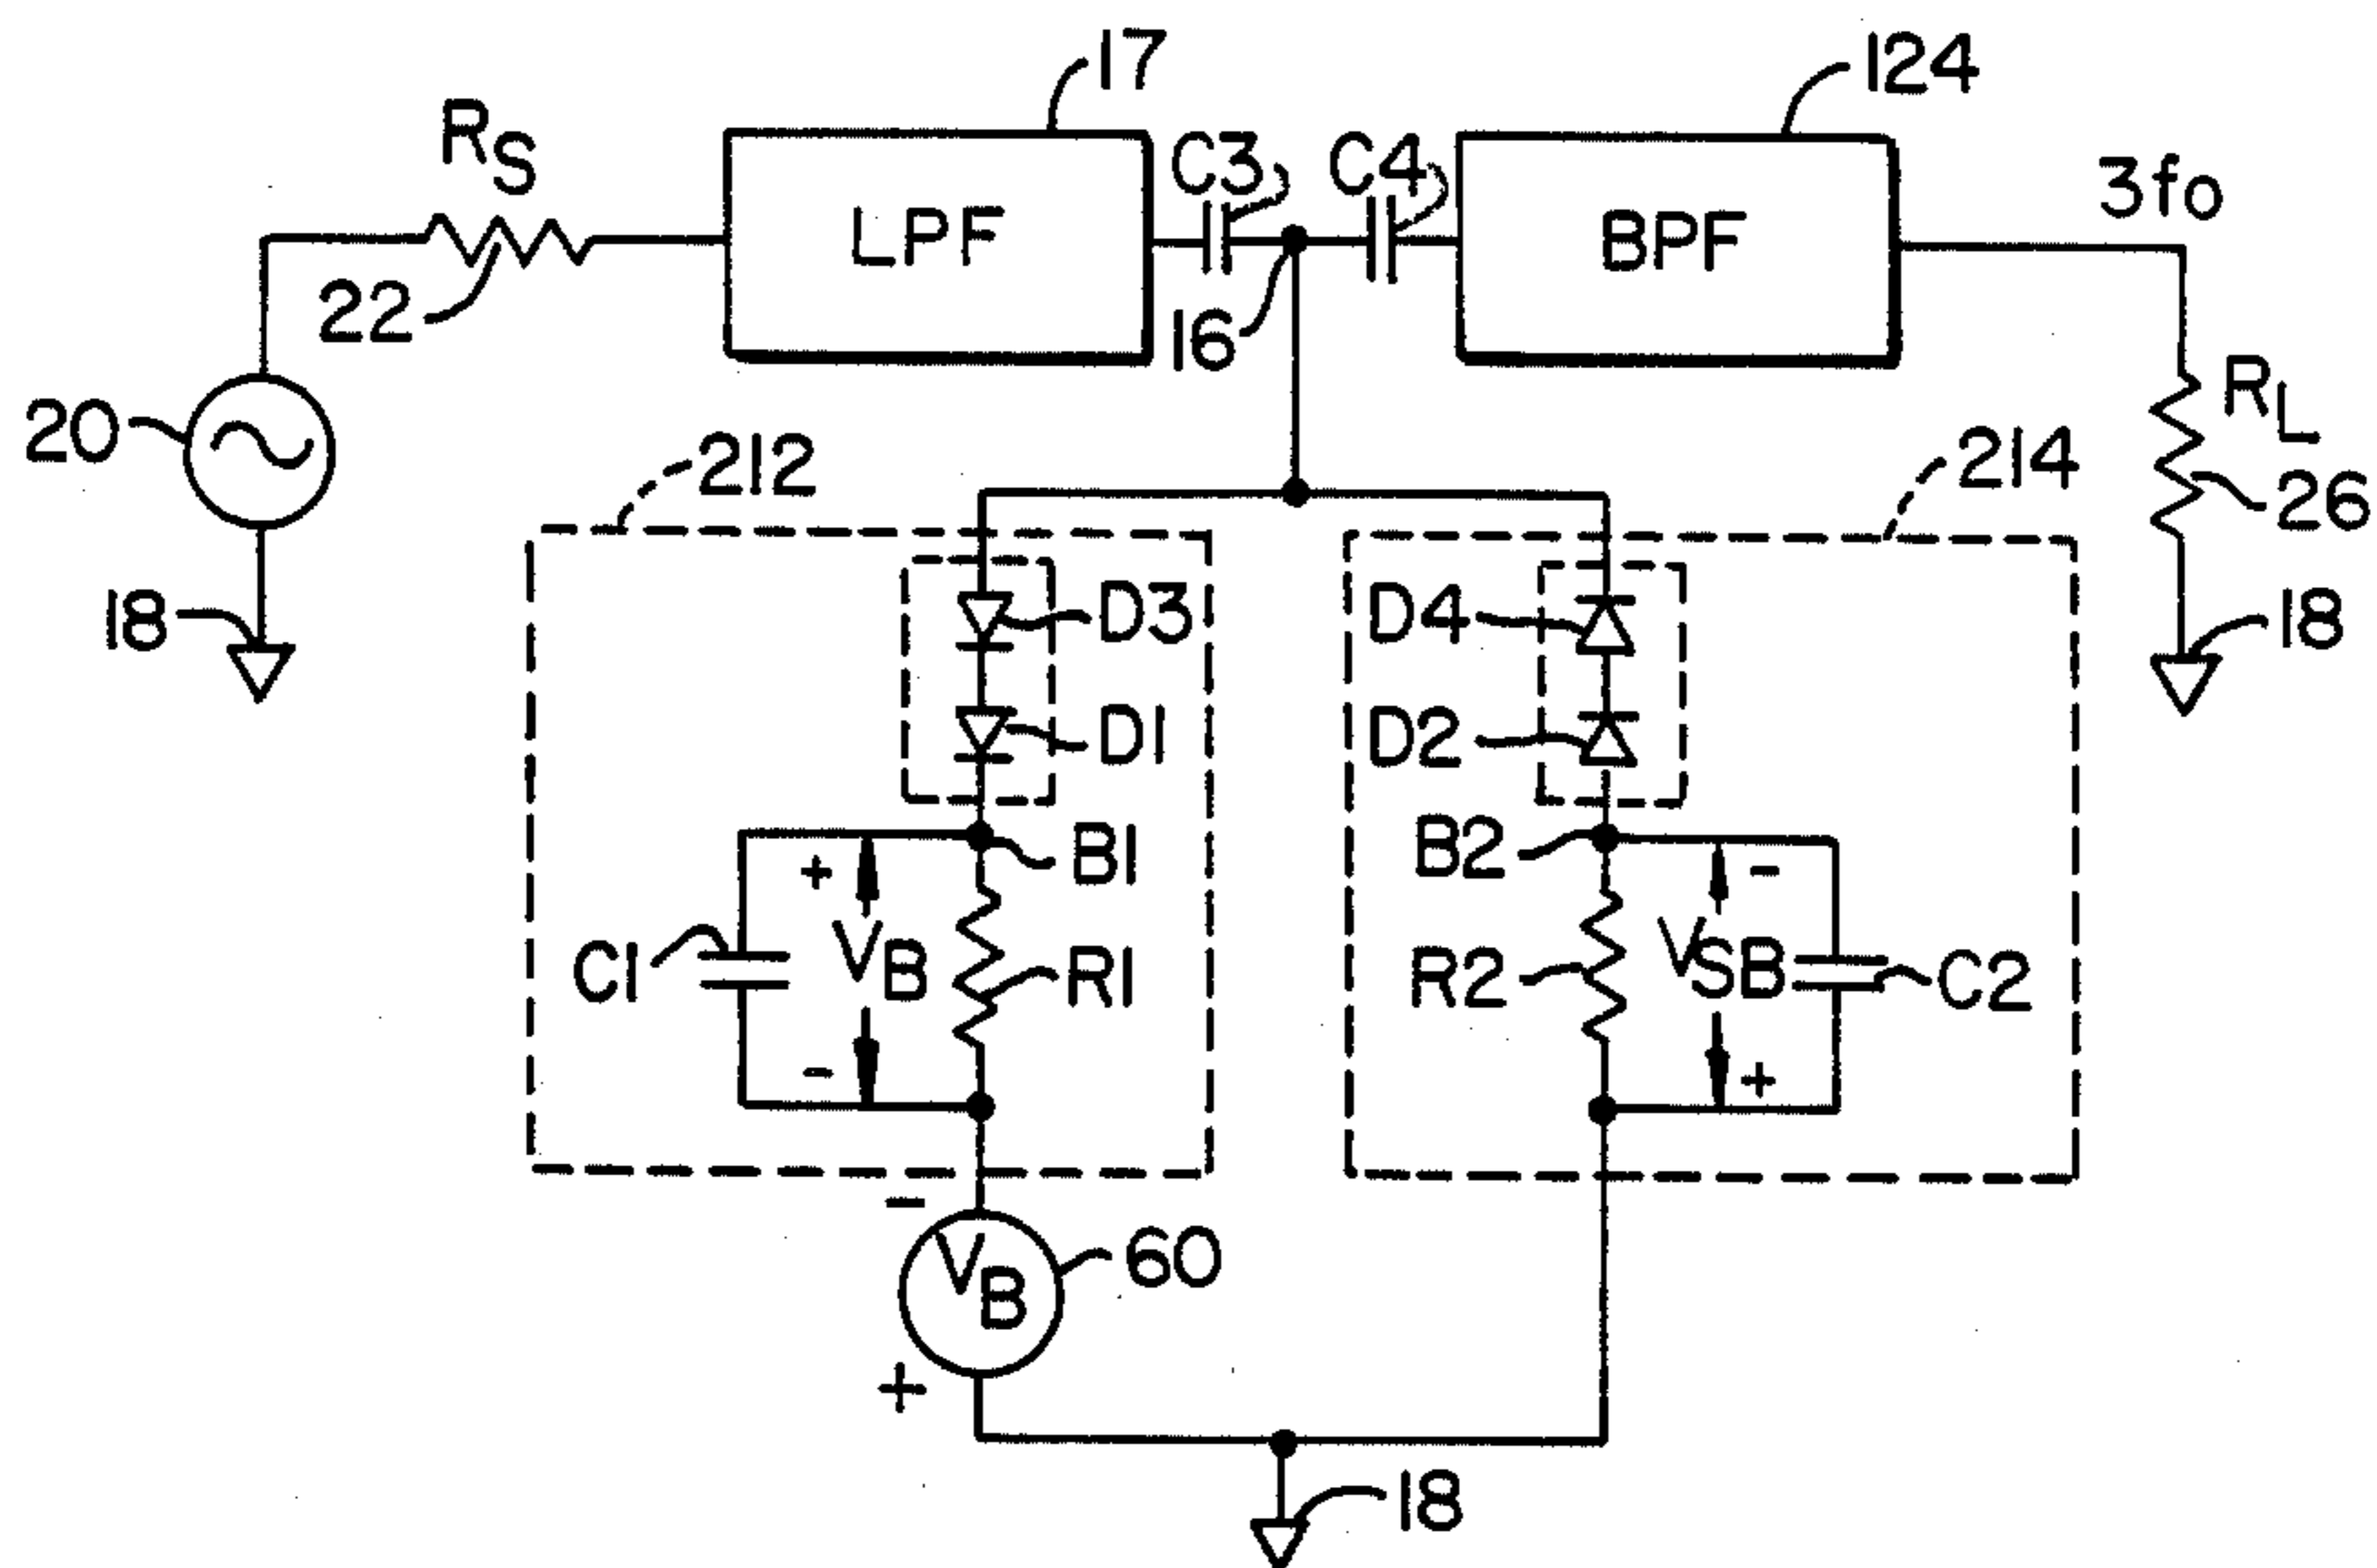 17
124
RS
C3
C4
3fo
LPF
BPF
22
16
RL
20
212
214
26
18
D3
D4
18
D1
D2
B1
B2
+
-
C1
VB
R1
R2
VSB
C2
-
+
-
VB
60
+
18